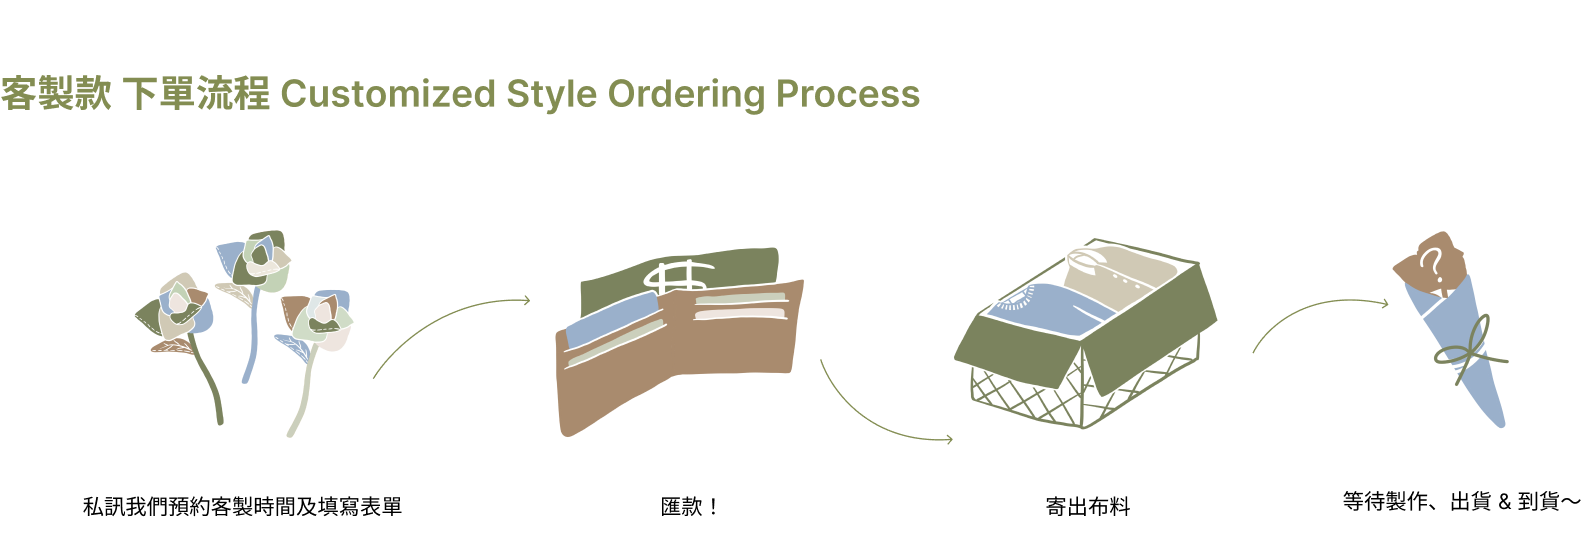 客製款 下單流程 Customized Style Ordering Process
私訊我們預約客製時間及填寫表單
匯款！
寄出布料
等待製作、出貨 & 到貨～